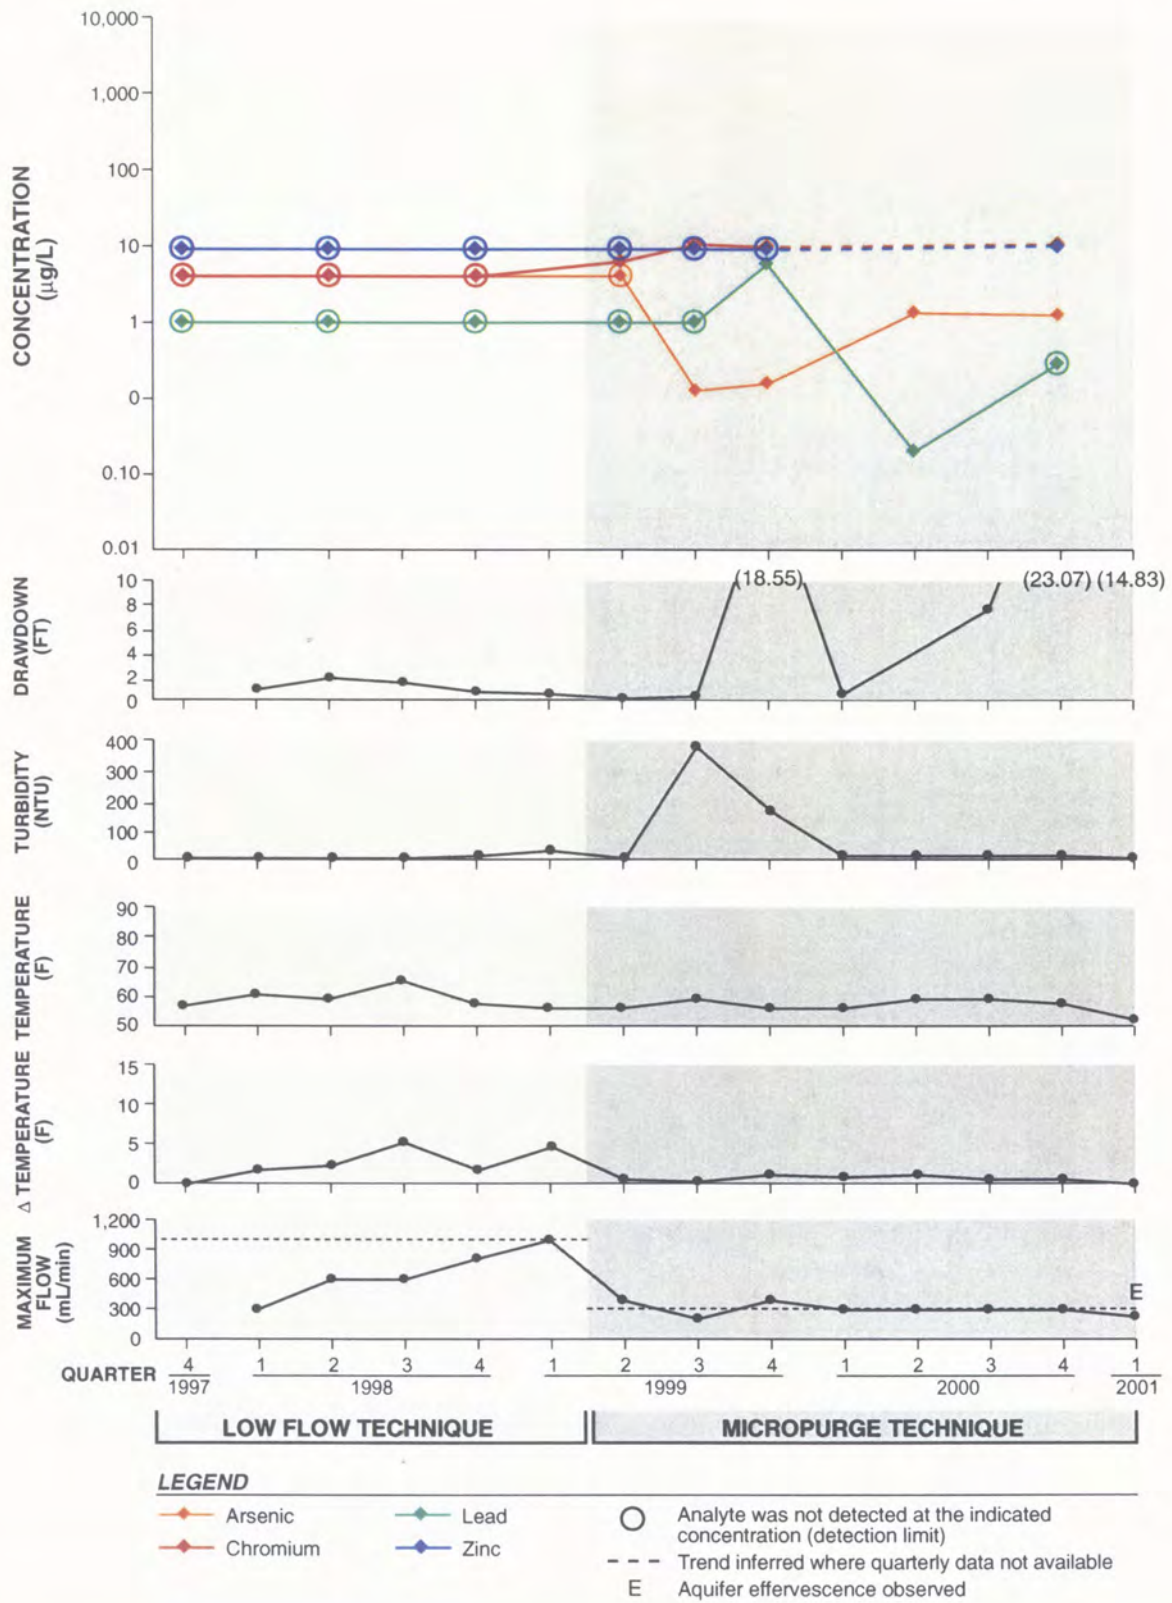 10,000
1,000
100
10
1
0
0.10
0.01
CONCENTRATION
(µg/L)
(18.55)
(23.07) (14.83)
10
8
6
4
2
0
DRAWDOWN
(FT)
400
300
200
100
0
TURBIDITY
(NTU)
90
80
70
60
50
TEMPERATURE
(F)
15
10
5
0
Δ TEMPERATURE
(F)
1,200
900
600
300
0
MAXIMUM
FLOW
(mL/min)
E
QUARTER 4 1 2 3 4 1 2 3 4 1 2 3 4 1
1997 1998 1999 2000 2001
LOW FLOW TECHNIQUE MICROPURGE TECHNIQUE
LEGEND
Arsenic
Chromium
Lead
Zinc
Analyte was not detected at the indicated
concentration (detection limit)
Trend inferred where quarterly data not available
E Aquifer effervescence observed